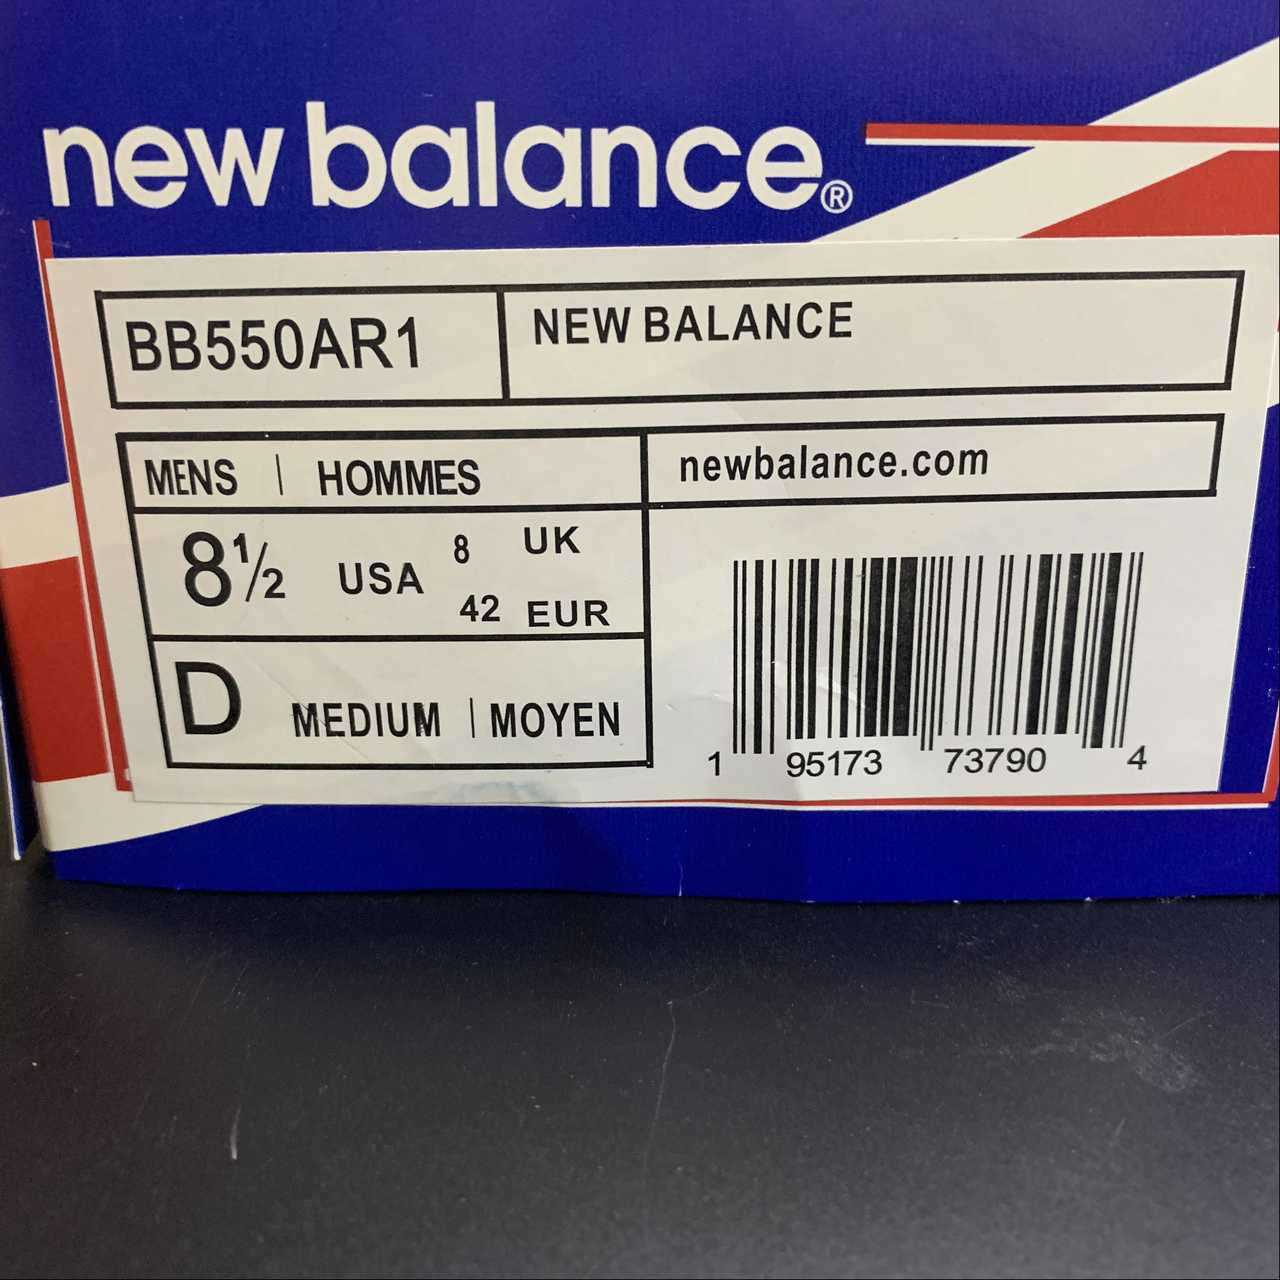 new balance®
BB550AR1
NEW BALANCE
MENS | HOMMES
newbalance.com
8½ USA
8 UK
42 EUR
D MEDIUM | MOYEN
1 95173 73790 4